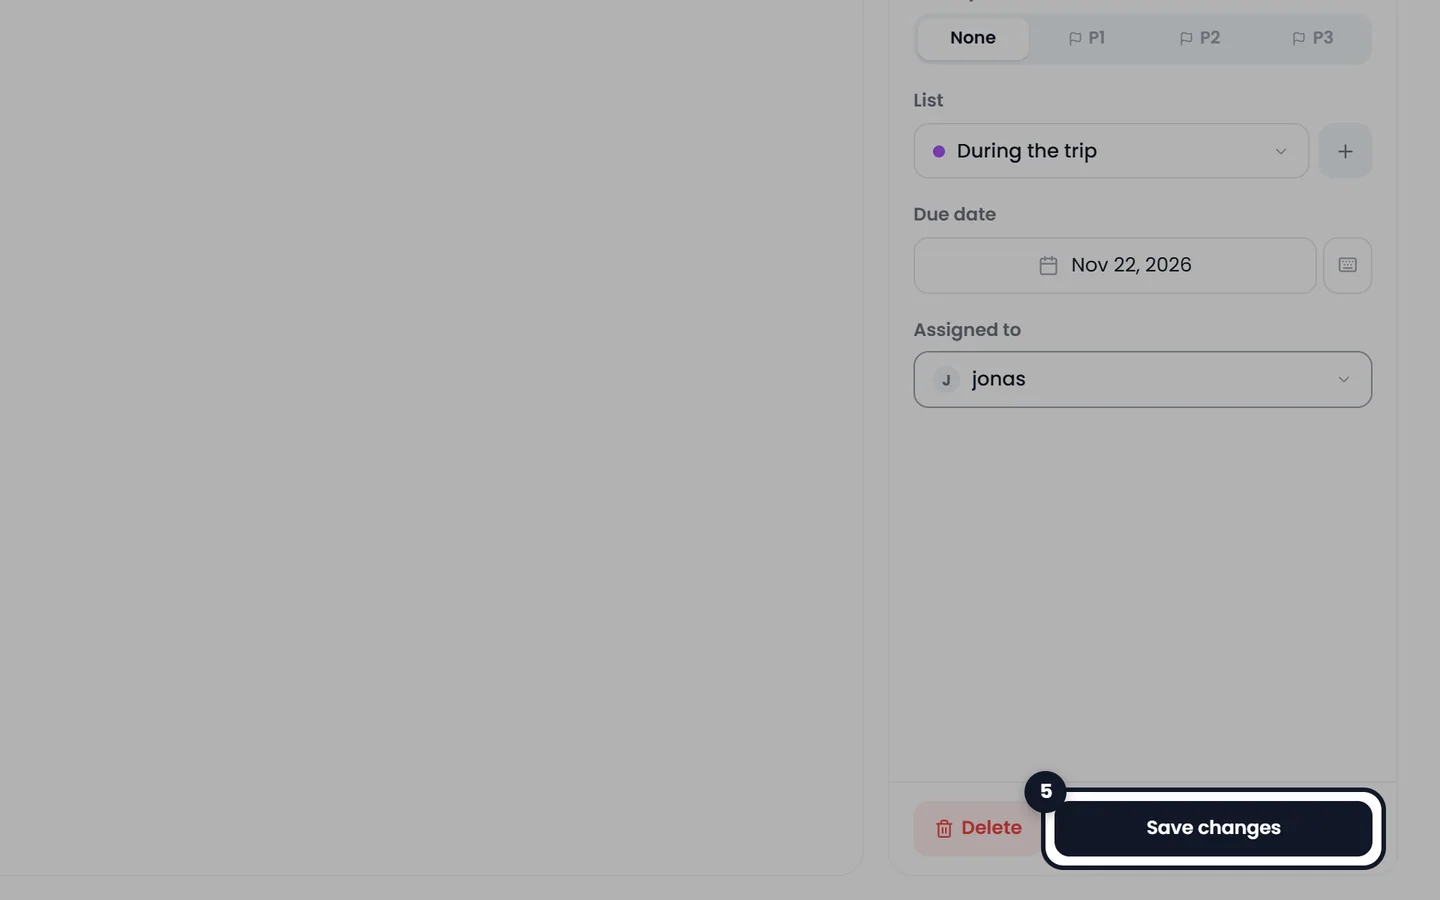 None P1 P2 P3
List
During the trip
Due date
Nov 22, 2026
Assigned to
J jonas
5
Delete Save changes